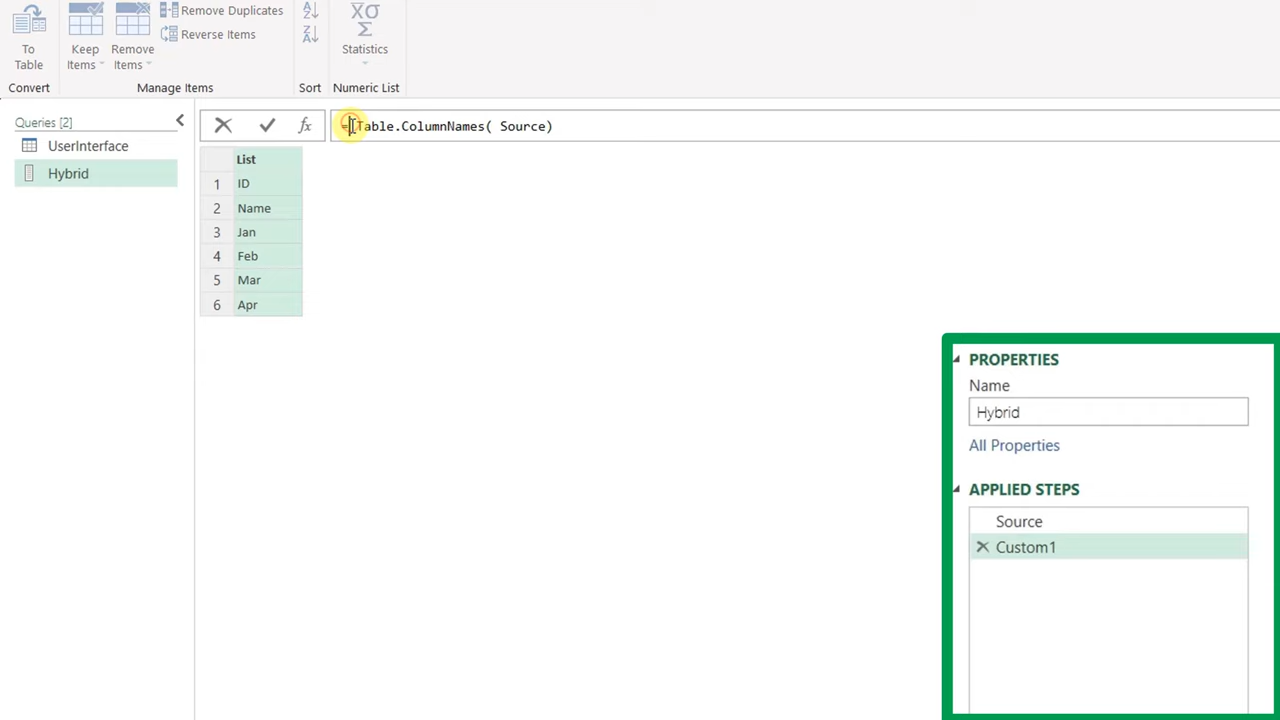 To
Table
Keep
Items
Remove
Items
Remove Duplicates
Reverse Items
Statistics
Convert
Manage Items
Sort
Numeric List
Queries [2]
UserInterface
Hybrid
fx
= Table.ColumnNames( Source)
List
1 ID
2 Name
3 Jan
4 Feb
5 Mar
6 Apr
PROPERTIES
Name
Hybrid
All Properties
APPLIED STEPS
Source
Custom1